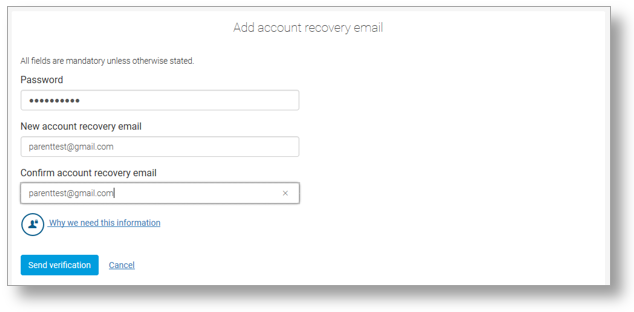 Add account recovery email
All fields are mandatory unless otherwise stated.
Password
••••••••••
New account recovery email
parenttest@gmail.com
Confirm account recovery email
parenttest@gmail.com ×
Why we need this information
Send verification Cancel